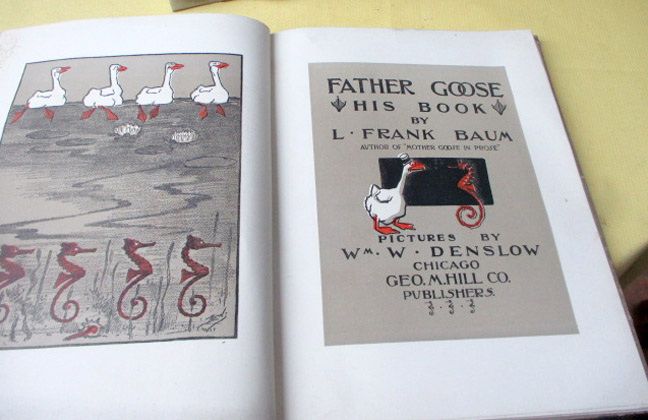 FATHER GOOSE
HIS BOOK
BY
L. FRANK BAUM
AUTHOR OF "MOTHER GOOSE IN PROSE"
PICTURES BY
WM. W. DENSLOW
CHICAGO
GEO. M. HILL CO.
PUBLISHERS.